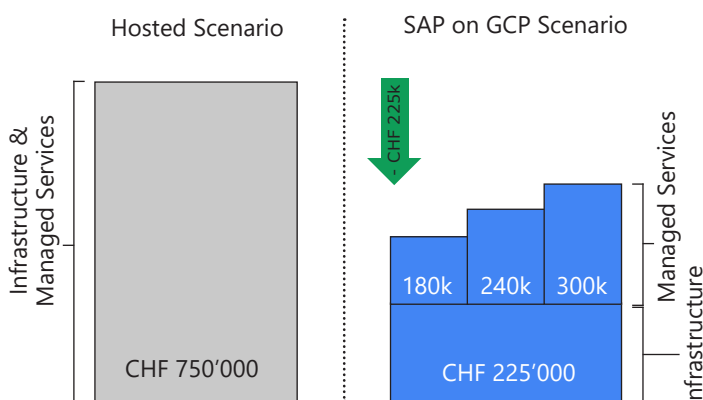 Hosted Scenario
SAP on GCP Scenario
Infrastructure &
Managed Services
CHF 750’000
- CHF 225k
180k
240k
300k
CHF 225’000
Managed Services
nfrastructure